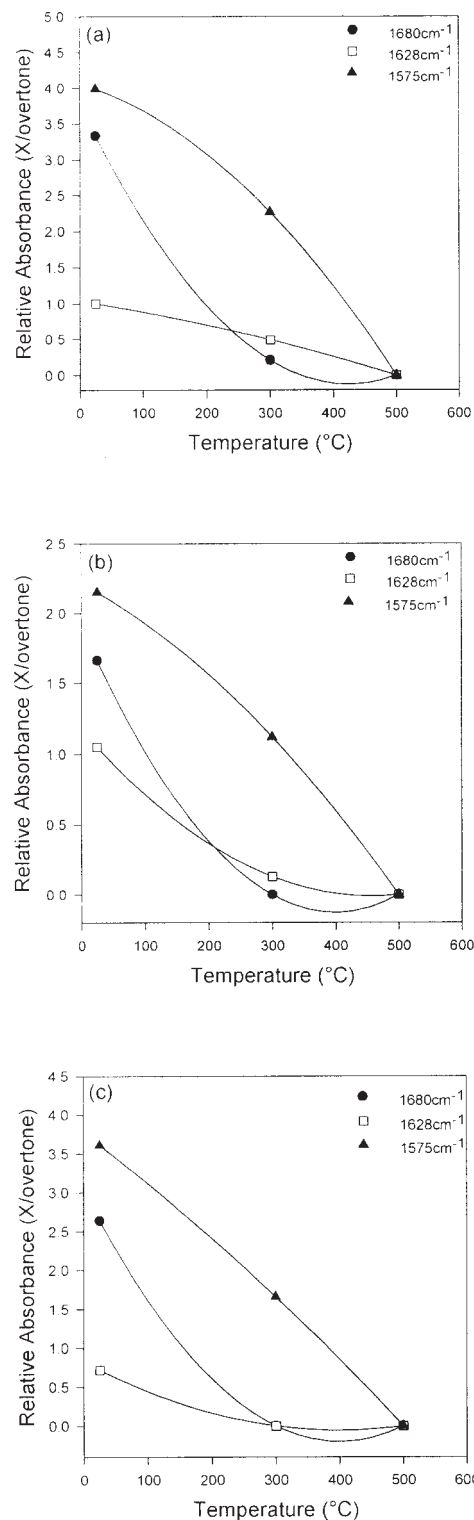 (a)
1680cm-1
1628cm-1
1575cm-1
5.0
4.5
4.0
3.5
3.0
2.5
2.0
1.5
1.0
0.5
0 0
Relative Absorbance (X/overtone)
0 100 200 300 400 500 600
Temperature (°C)
(b)
1680cm-1
1628cm-1
1575cm-1
2.5
2.0
1.5
1.0
0.5
0.0
Relative Absorbance (X/overtone)
0 100 200 300 400 500 600
Temperature (°C)
(c)
1680cm-1
1628cm-1
1575cm-1
4.5
4.0
3.5
3.0
2.5
2.0
1.5
1.0
0.5
0.0
Relative Absorbance (X/overtone)
0 100 200 300 400 500 600
Temperature (°C)